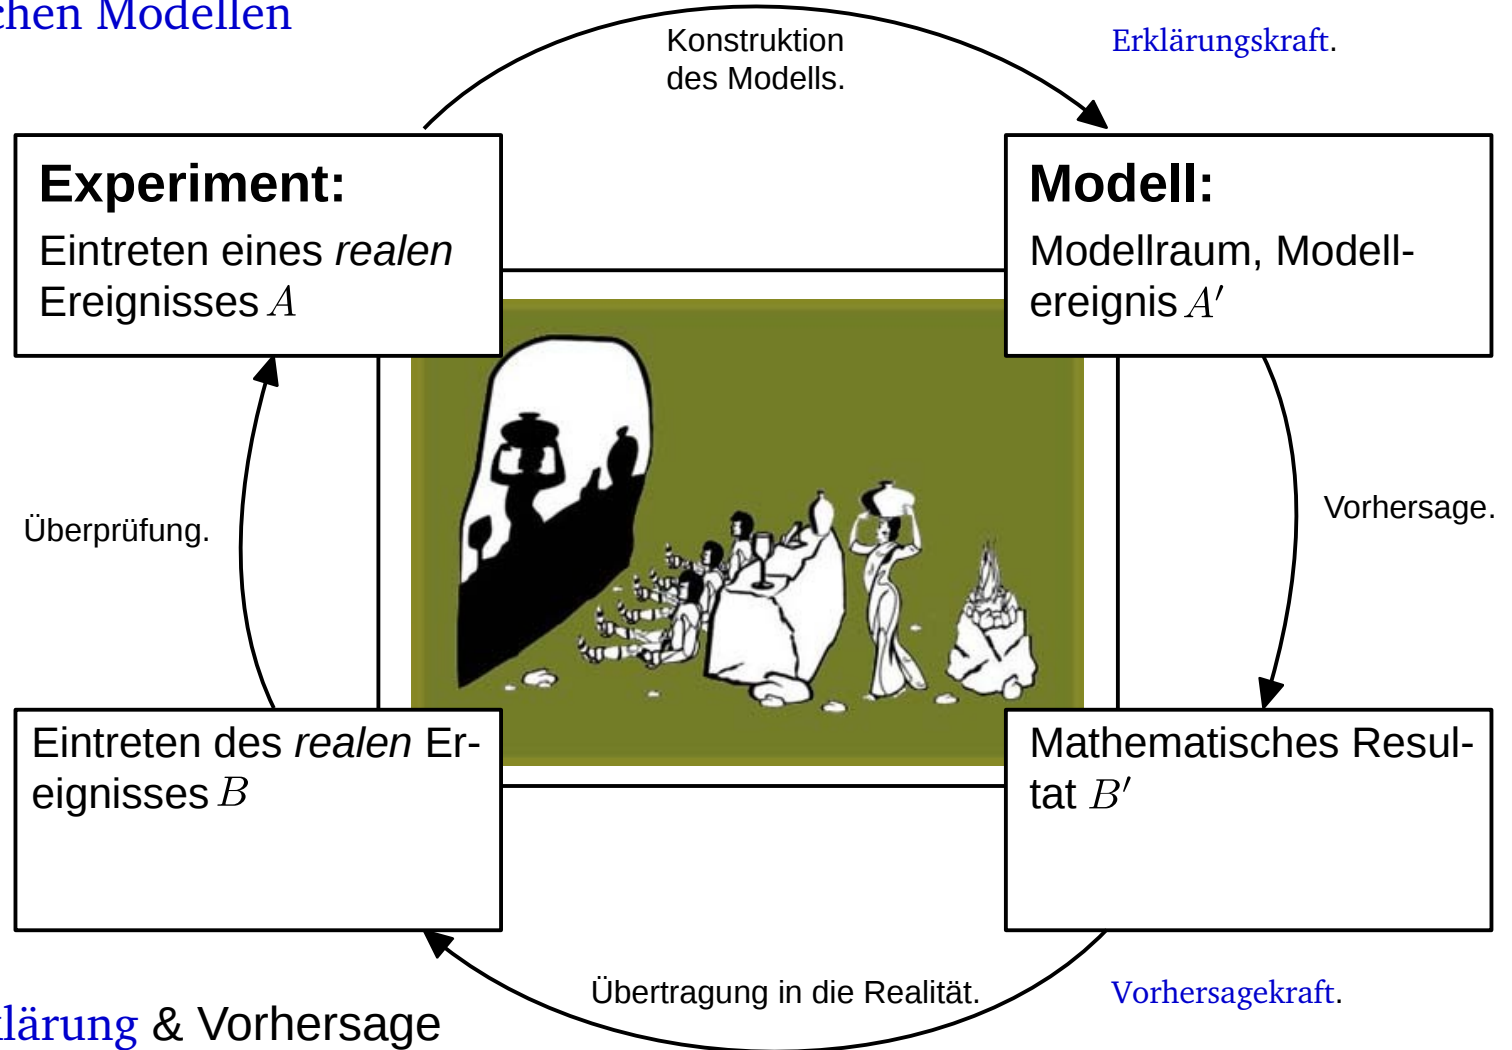 chen Modellen
Konstruktion
des Modells.
Erklärungskraft.
Experiment:
Eintreten eines realen
Ereignisses A
Modell:
Modellraum, Modell-
ereignis A′
Überprüfung.
Vorhersage.
Eintreten des realen Er-
eignisses B
Mathematisches Resul-
tat B′
Übertragung in die Realität.
Vorhersagekraft.
lärung & Vorhersage